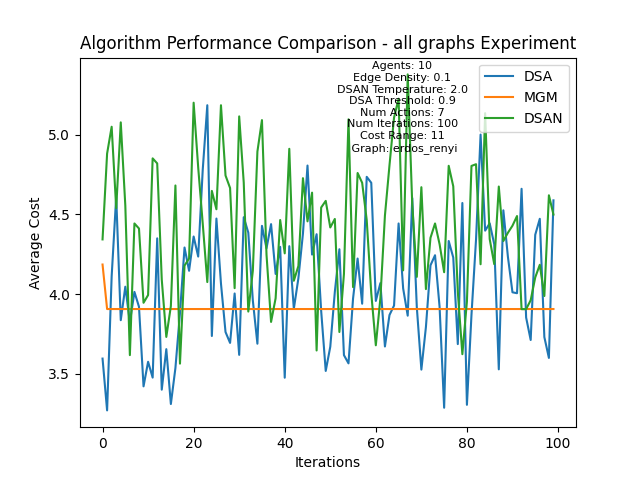 Algorithm Performance Comparison - all graphs Experiment
Agents: 10
Edge Density: 0.1
DSAN Temperature: 2.0
DSA Threshold: 0.9
Num Actions: 7
Num Iterations: 100
Cost Range: 11
Graph: erdos_renyi
DSA
MGM
DSAN
Average Cost
5.0
4.5
4.0
3.5
0 20 40 60 80 100
Iterations